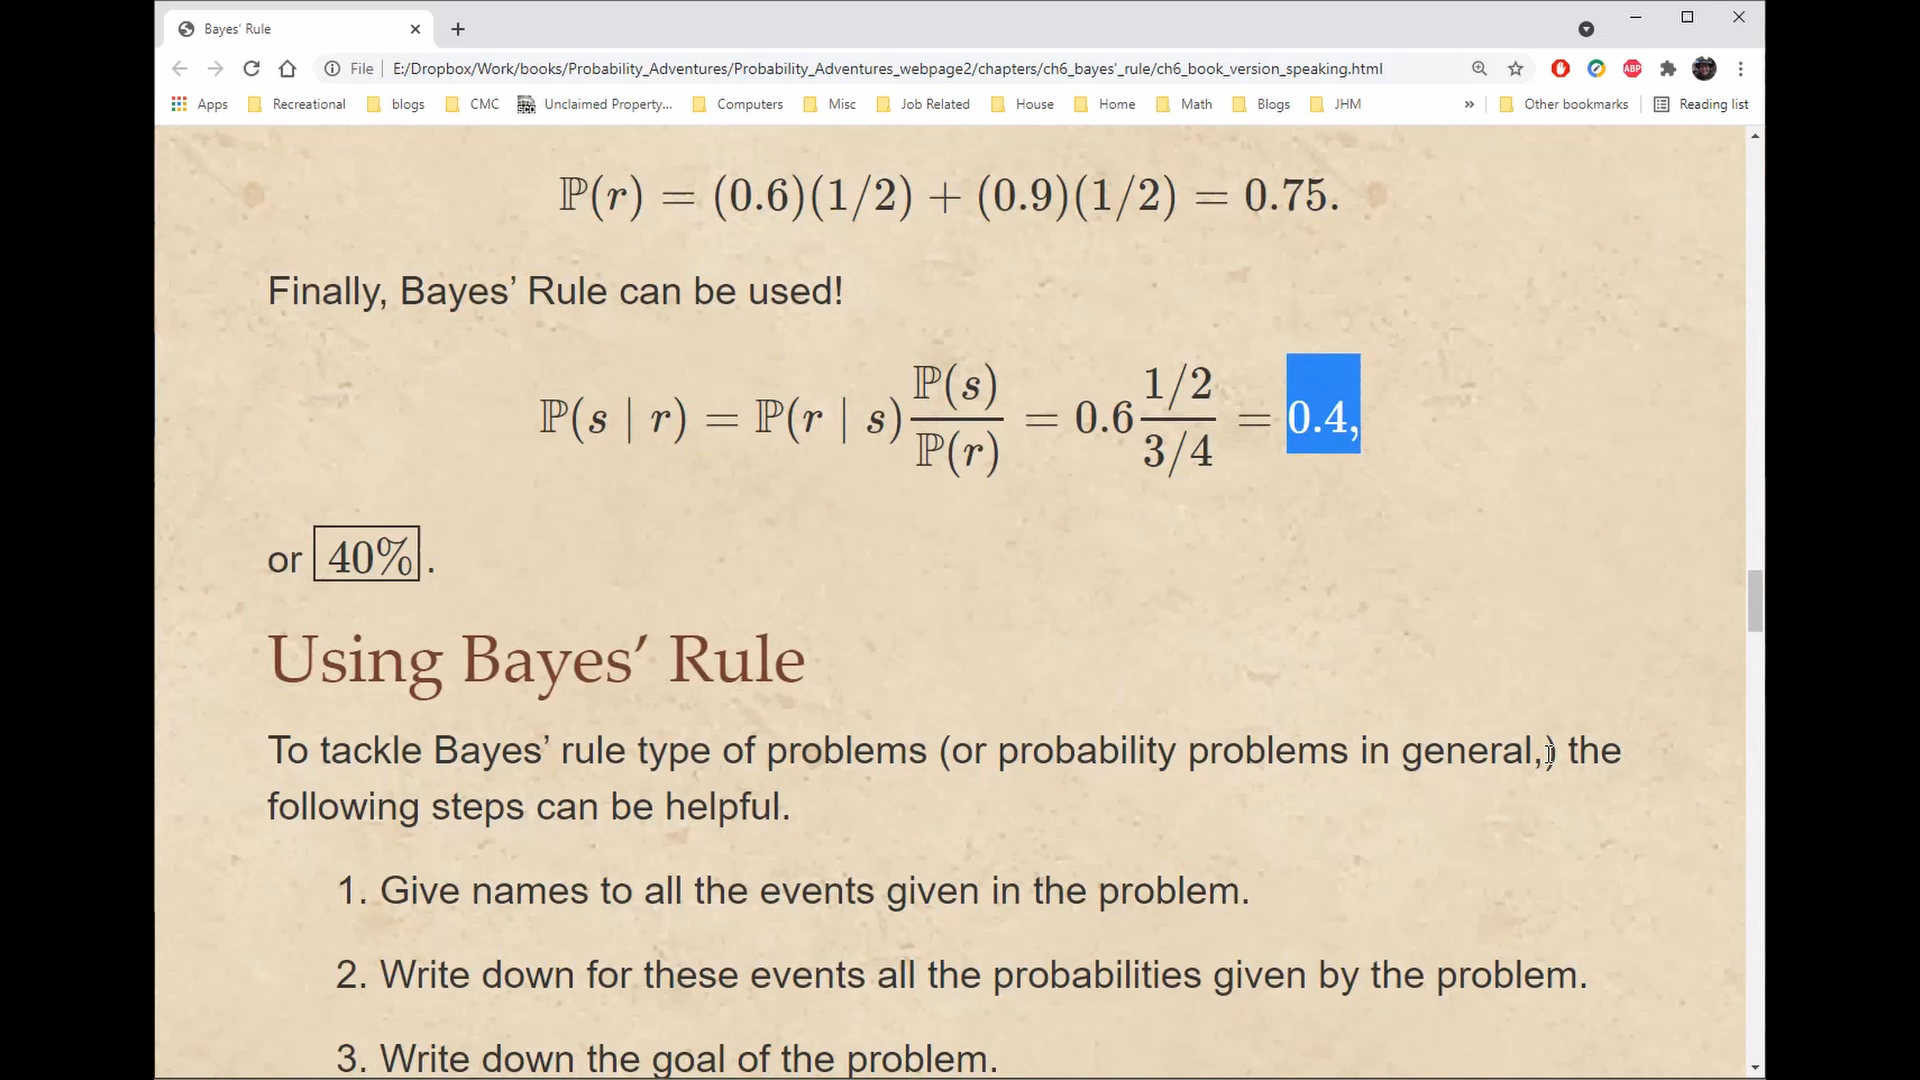 Bayes' Rule
File E:/Dropbox/Work/books/Probability_Adventures/Probability_Adventures_webpage2/chapters/ch6_bayes'_rule/ch6_book_version_speaking.html
ABP
Apps Recreational blogs CMC Unclaimed Property... Computers Misc Job Related House Home Math Blogs JHM » Other bookmarks Reading list
ℙ(r) = (0.6)(1/2) + (0.9)(1/2) = 0.75.
Finally, Bayes’ Rule can be used!
ℙ(s | r) = ℙ(r | s) ℙ(s)/ℙ(r) = 0.6 (1/2)/(3/4) = 0.4,
or 40% .
Using Bayes’ Rule
To tackle Bayes’ rule type of problems (or probability problems in general,) the
following steps can be helpful.
1. Give names to all the events given in the problem.
2. Write down for these events all the probabilities given by the problem.
3. Write down the goal of the problem.